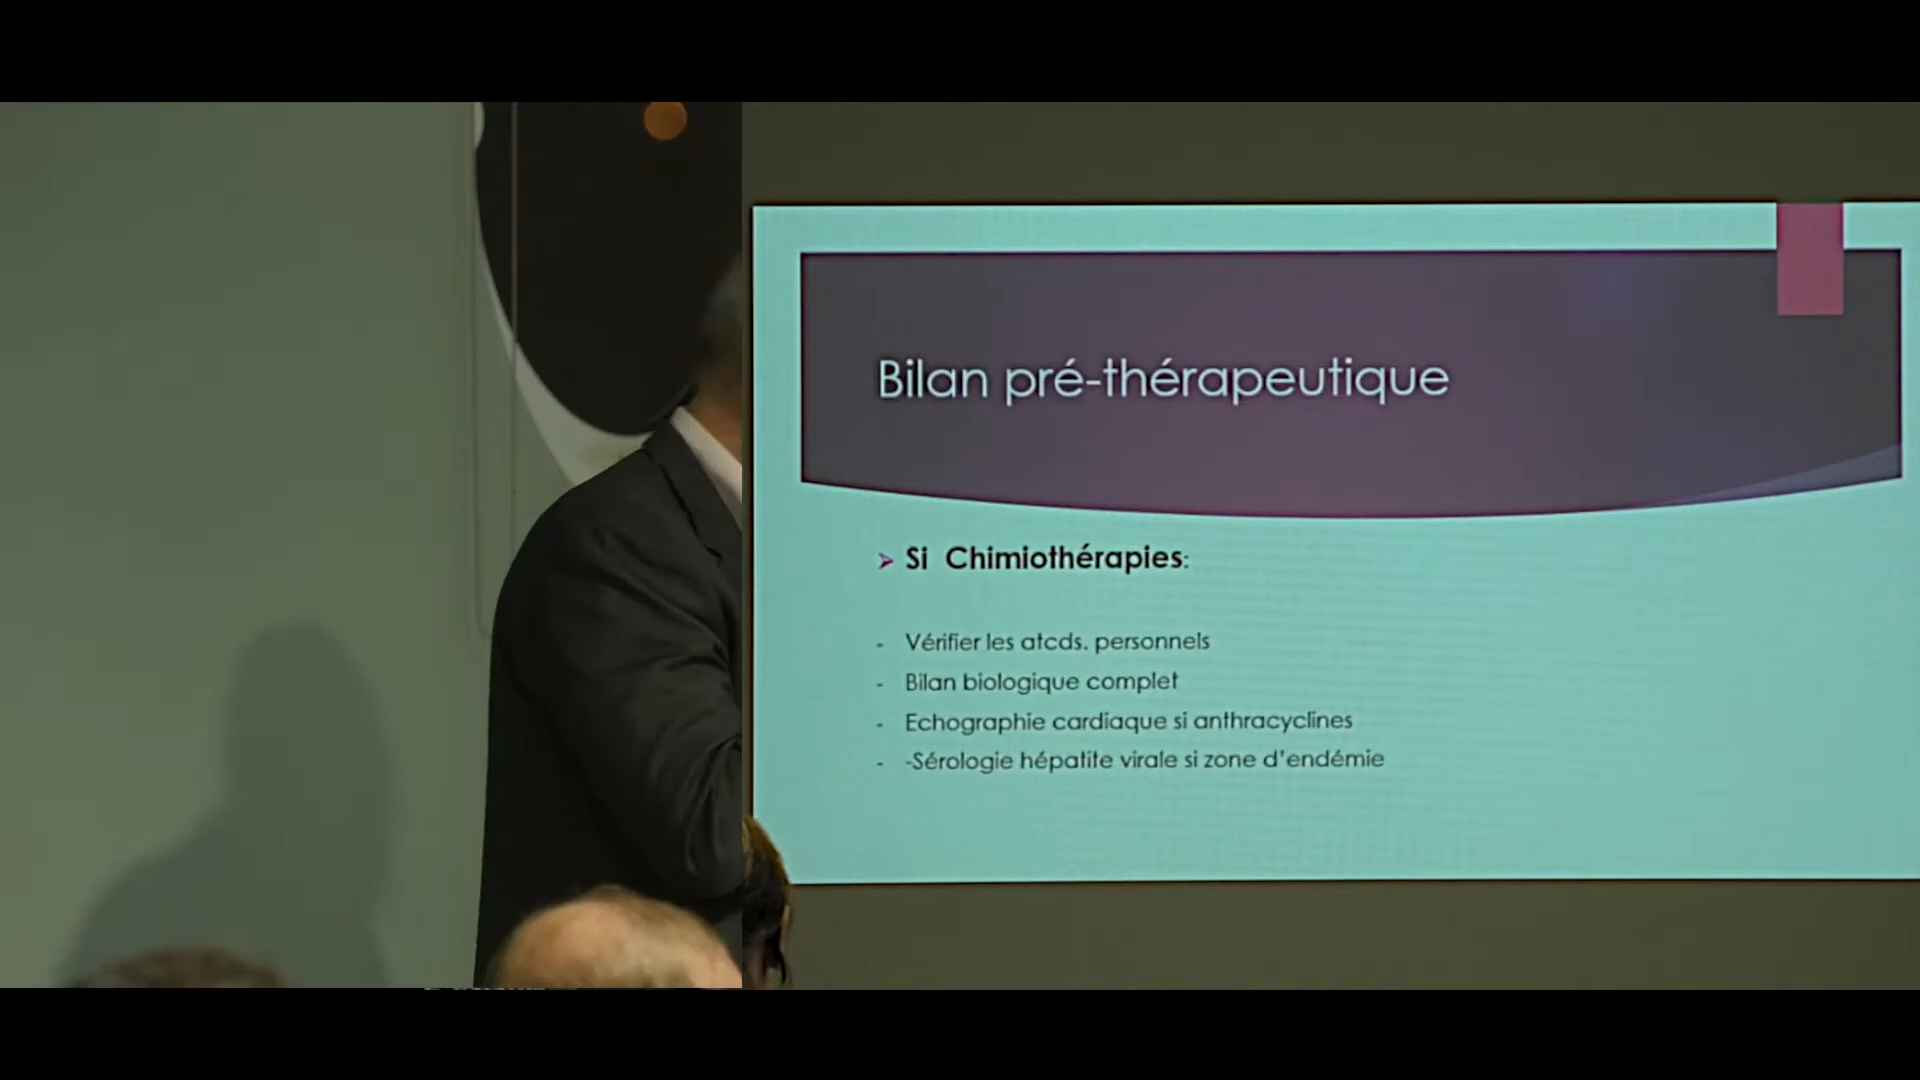 Bilan pré-thérapeutique
➢ Si Chimiothérapies:
- Vérifier les atcds. personnels
- Bilan biologique complet
- Echographie cardiaque si anthracyclines
- -Sérologie hépatite virale si zone d'endémie